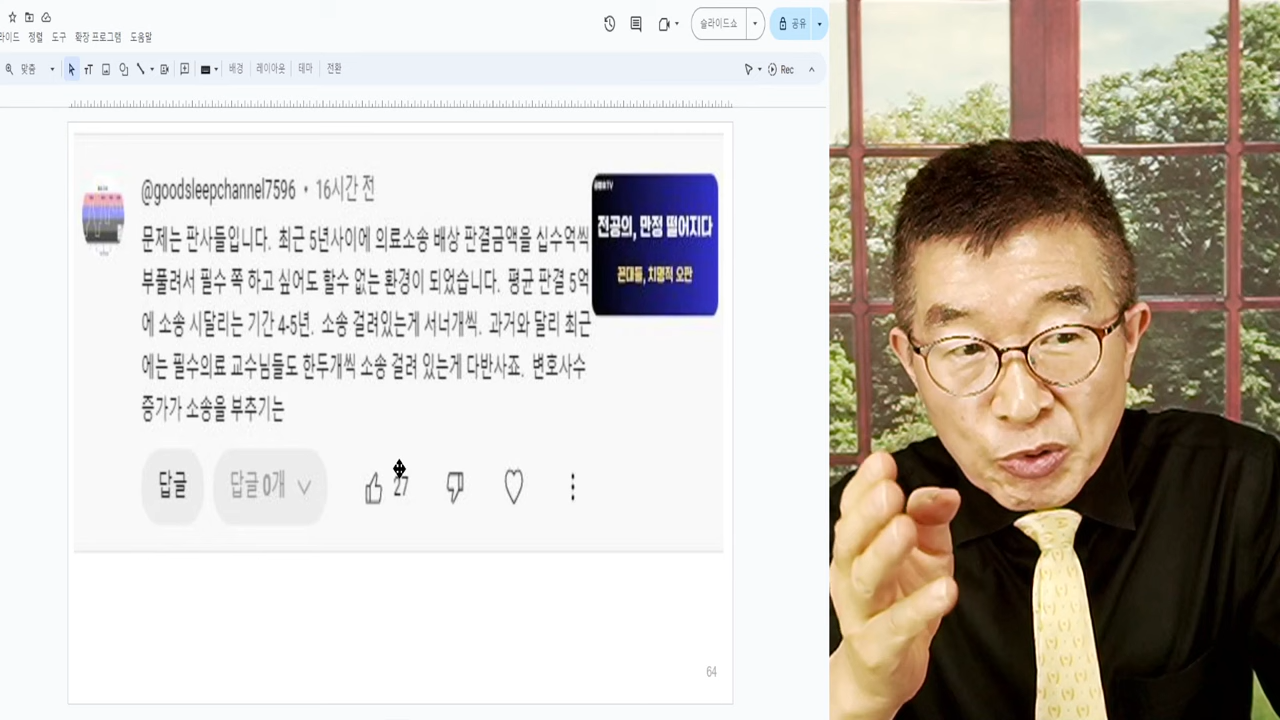 라이드 정렬 도구 확장 프로그램 도움말
슬라이드쇼
공유
맞춤
배경 레이아웃 테마 전환
Rec
@goodsleepchannel7596 • 16시간 전
문제는 판사들입니다. 최근 5년사이에 의료소송 배상 판결금액을 십수억씩
부풀려서 필수 쪽 하고 싶어도 할수 없는 환경이 되었습니다. 평균 판결 5억
에 소송 시달리는 기간 4-5년. 소송 걸려있는게 서너개씩. 과거와 달리 최근
에는 필수의료 교수님들도 한두개씩 소송 걸려 있는게 다반사죠. 변호사수
증가가 소송을 부추기는
전공의, 만정 떨어지다
꼰대들, 치명적 오판
답글
답글 0개
27
64